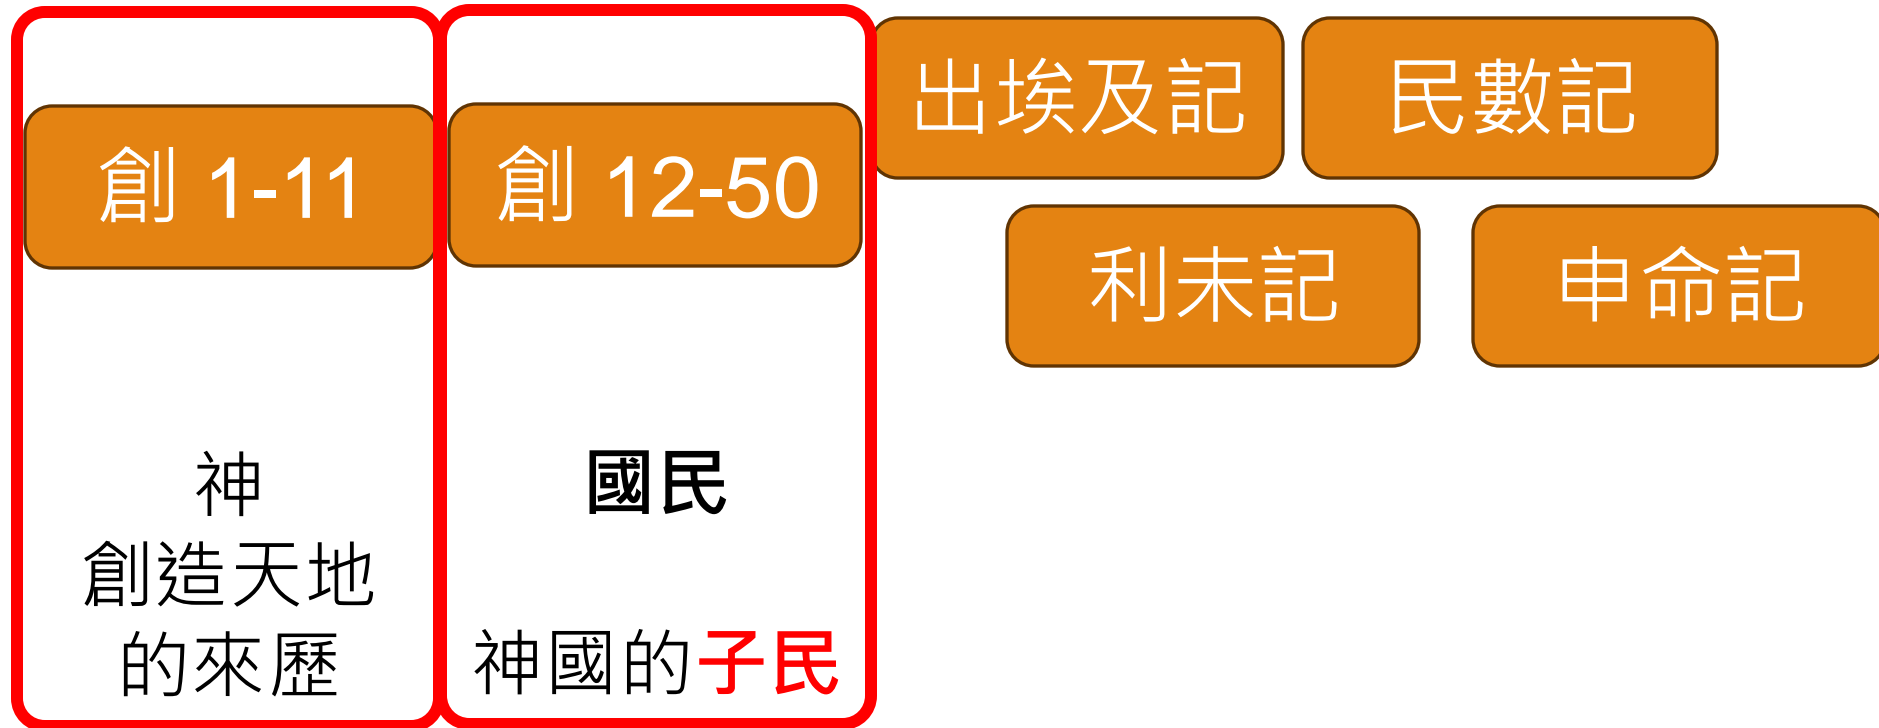 創 1-11
神
創造天地
的來歷
創 12-50
國民
神國的子民
出埃及記
民數記
利未記
申命記